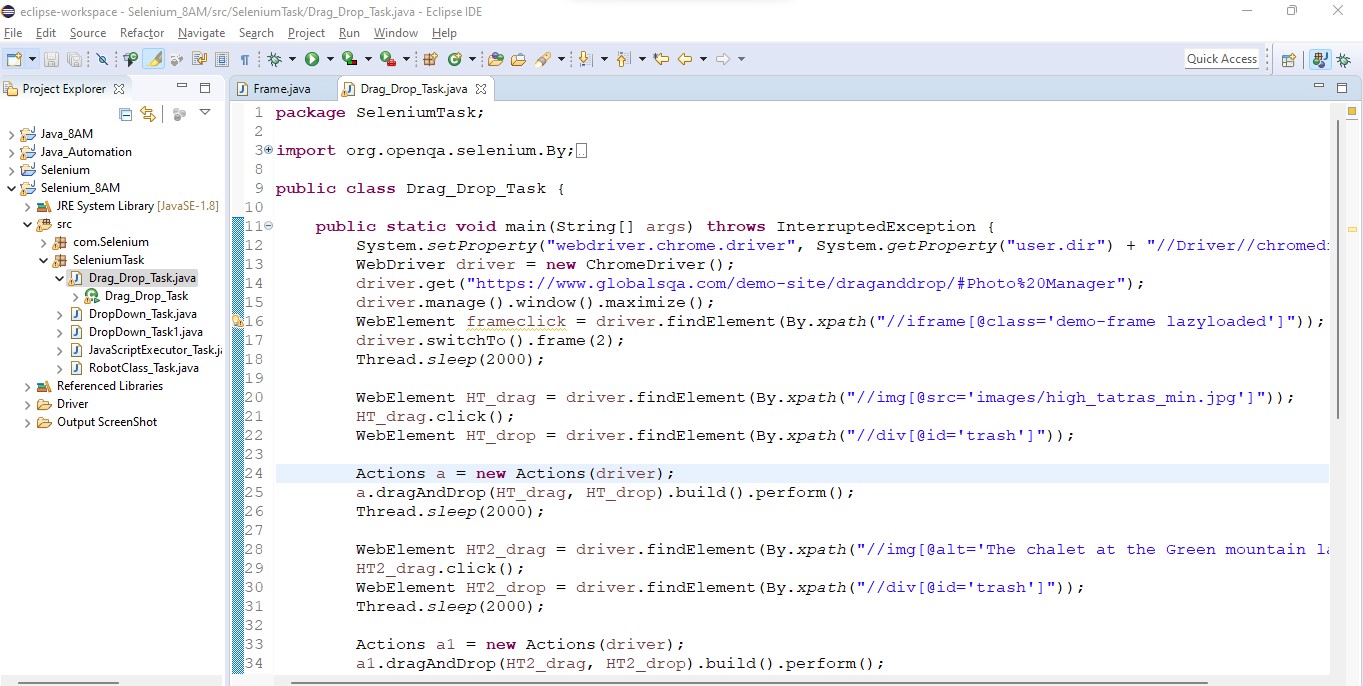 eclipse-workspace - Selenium_8AM/src/SeleniumTask/Drag_Drop_Task.java - Eclipse IDE
File Edit Source Refactor Navigate Search Project Run Window Help
Quick Access
Project Explorer
Java_8AM
Java_Automation
Selenium
Selenium_8AM
JRE System Library [JavaSE-1.8]
src
com.Selenium
SeleniumTask
Drag_Drop_Task.java
Drag_Drop_Task
DropDown_Task.java
DropDown_Task1.java
JavaScriptExecutor_Task.j
RobotClass_Task.java
Referenced Libraries
Driver
Output ScreenShot
Frame.java Drag_Drop_Task.java
1 package SeleniumTask;
2
3 import org.openqa.selenium.By;
8
9 public class Drag_Drop_Task {
10
11 public static void main(String[] args) throws InterruptedException {
12 System.setProperty("webdriver.chrome.driver", System.getProperty("user.dir") + "//Driver//chromed
13 WebDriver driver = new ChromeDriver();
14 driver.get("https://www.globalsqa.com/demo-site/draganddrop/#Photo%20Manager");
15 driver.manage().window().maximize();
16 WebElement frameclick = driver.findElement(By.xpath("//iframe[@class='demo-frame lazyloaded']"));
17 driver.switchTo().frame(2);
18 Thread.sleep(2000);
19
20 WebElement HT_drag = driver.findElement(By.xpath("//img[@src='images/high_tatras_min.jpg']"));
21 HT_drag.click();
22 WebElement HT_drop = driver.findElement(By.xpath("//div[@id='trash']"));
23
24 Actions a = new Actions(driver);
25 a.dragAndDrop(HT_drag, HT_drop).build().perform();
26 Thread.sleep(2000);
27
28 WebElement HT2_drag = driver.findElement(By.xpath("//img[@alt='The chalet at the Green mountain l
29 HT2_drag.click();
30 WebElement HT2_drop = driver.findElement(By.xpath("//div[@id='trash']"));
31 Thread.sleep(2000);
32
33 Actions a1 = new Actions(driver);
34 a1.dragAndDrop(HT2_drag, HT2_drop).build().perform();